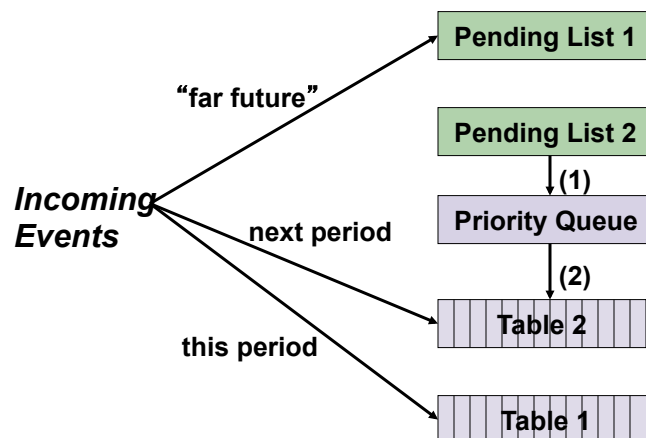 Pending List 1
“far future”
Pending List 2
(1)
Incoming
Events
Priority Queue
next period
(2)
Table 2
this period
Table 1